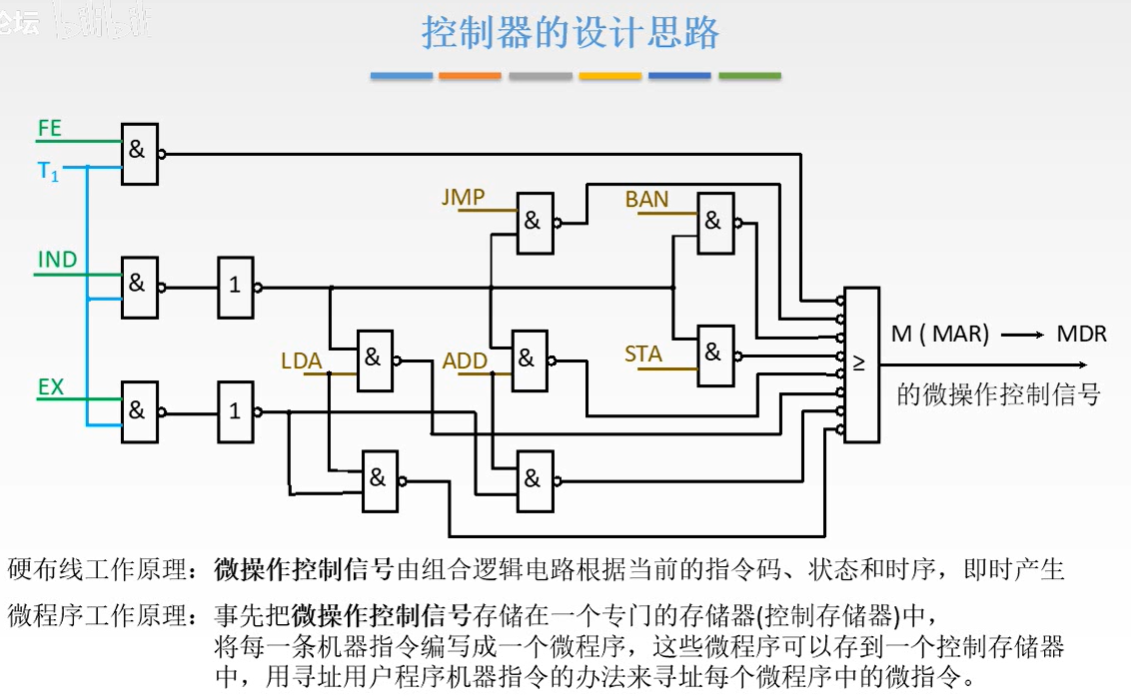 论坛 bilibili
控制器的设计思路
FE
&
T1
JMP
&
BAN
&
IND
&
1
M ( MAR) → MDR
LDA
&
ADD
&
STA
&
≥
的微操作控制信号
EX
&
1
&
&
硬布线工作原理：微操作控制信号由组合逻辑电路根据当前的指令码、状态和时序，即时产生
微程序工作原理：事先把微操作控制信号存储在一个专门的存储器(控制存储器)中，
将每一条机器指令编写成一个微程序，这些微程序可以存到一个控制存储器
中，用寻址用户程序机器指令的办法来寻址每个微程序中的微指令。